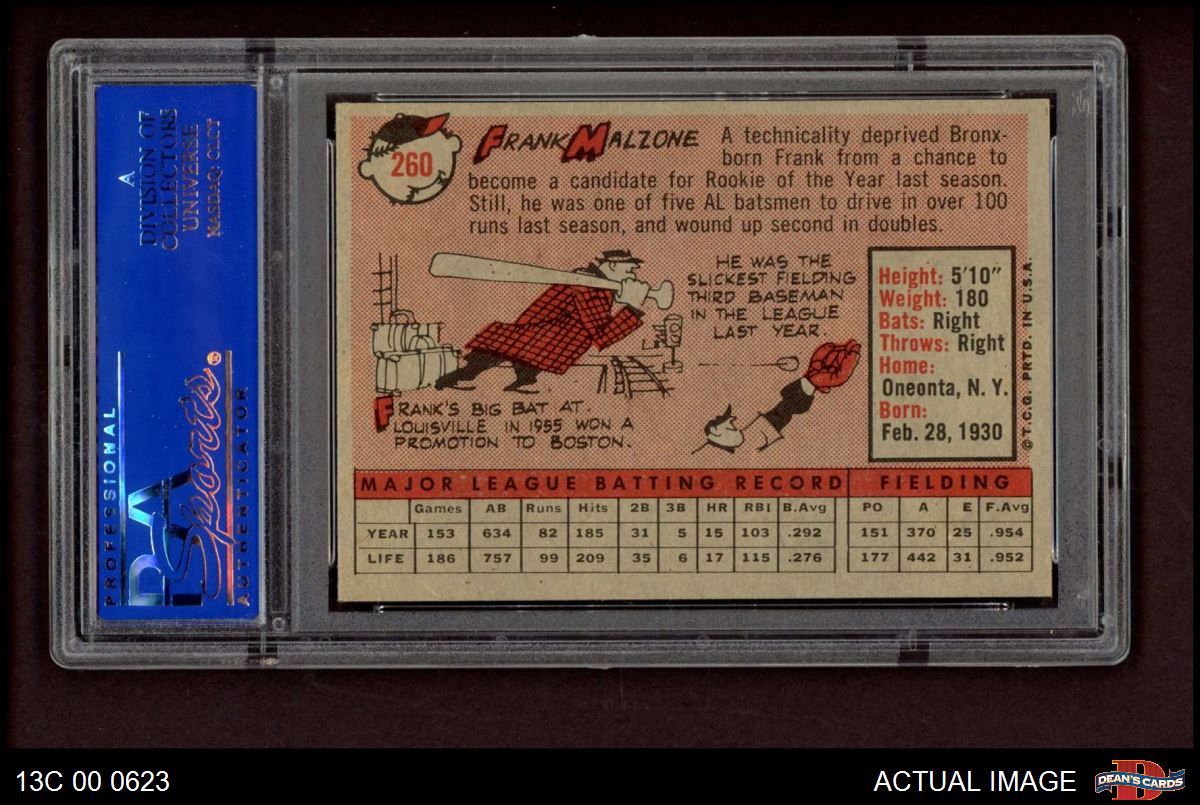 A
DIVISION OF
COLLECTORS
UNIVERSE
NASDAQ: CLCT
PROFESSIONAL
PSA
Sports®
AUTHENTICATOR
260
FRANK MALZONE
A technicality deprived Bronx-
born Frank from a chance to
become a candidate for Rookie of the Year last season.
Still, he was one of five AL batsmen to drive in over 100
runs last season, and wound up second in doubles.
HE WAS THE
SLICKEST FIELDING
THIRD BASEMAN
IN THE LEAGUE
LAST YEAR.
FRANK'S BIG BAT AT
LOUISVILLE IN 1955 WON A
PROMOTION TO BOSTON.
Height: 5'10"
Weight: 180
Bats: Right
Throws: Right
Home:
Oneonta, N. Y.
Born:
Feb. 28, 1930
© T.C.G. PRTD. IN U.S.A.
MAJOR LEAGUE BATTING RECORD FIELDING
Games AB Runs Hits 2B 3B HR RBI B.Avg PO A E F.Avg
YEAR 153 634 82 185 31 5 15 103 .292 151 370 25 .954
LIFE 186 757 99 209 35 6 17 115 .276 177 442 31 .952
13C 00 0623
ACTUAL IMAGE
DEAN'S CARDS